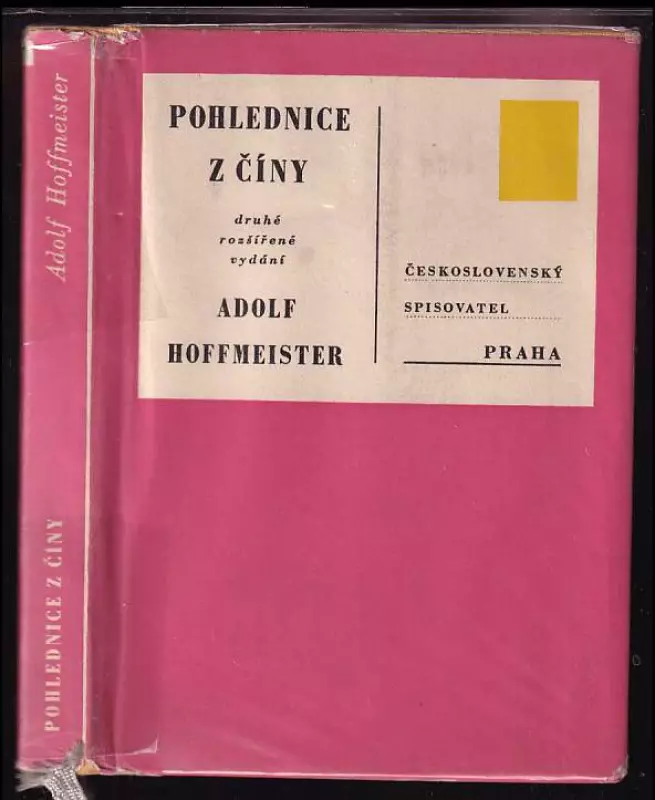 Adolf Hoffmeister
POHLEDNICE Z ČÍNY
POHLEDNICE
Z ČÍNY
druhé
rozšířené
vydání
ADOLF
HOFFMEISTER
ČESKOSLOVENSKÝ
SPISOVATEL
PRAHA